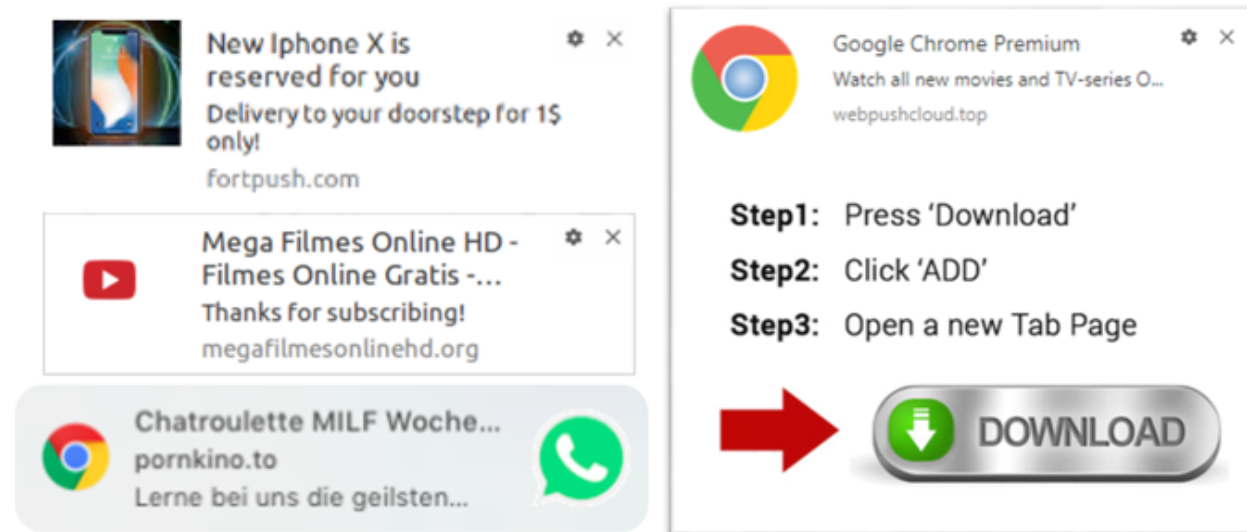 New Iphone X is
reserved for you
Delivery to your doorstep for 1$
only!
fortpush.com
Mega Filmes Online HD -
Filmes Online Gratis -...
Thanks for subscribing!
megafilmesonlinehd.org
Chatroulette MILF Woche...
pornkino.to
Lerne bei uns die geilsten...
Google Chrome Premium
Watch all new movies and TV-series O...
webpushcloud.top
Step1: Press ‘Download’
Step2: Click ‘ADD’
Step3: Open a new Tab Page
DOWNLOAD